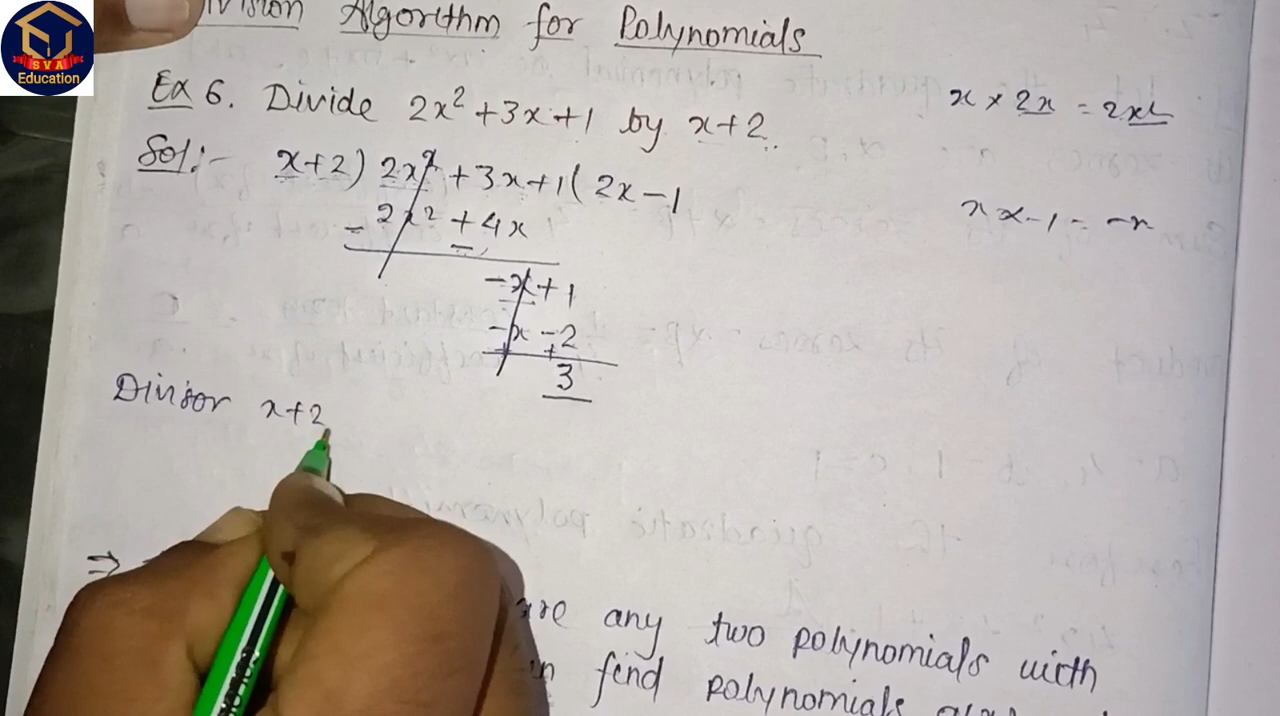 SVA
Education
Division Algorithm for Polynomials
Ex 6. Divide 2x² + 3x + 1 by x + 2.
x × 2x = 2x²
Sol:- x + 2) 2x² + 3x + 1 ( 2x - 1
x x - 1 = - x
- 2x² + 4x
-
- x + 1
- x - 2
+ +
3
Divisor x + 2
⇒
are any two polynomials with
find polynomials